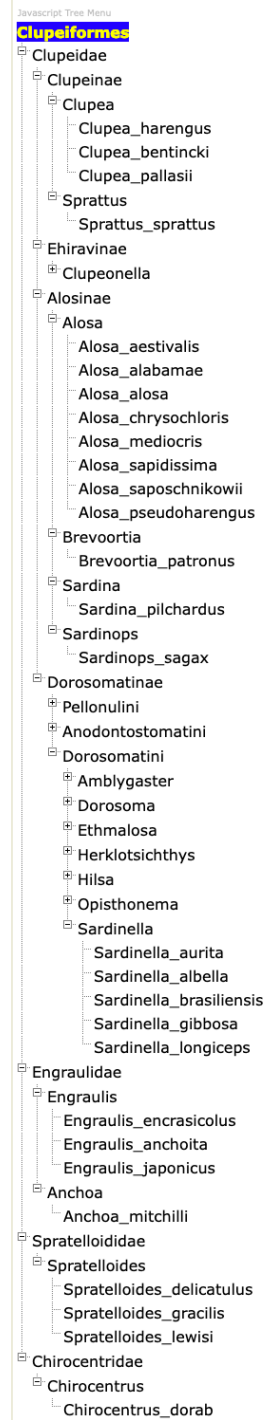 Javascript Tree Menu
Clupeiformes
Clupeidae
Clupeinae
Clupea
Clupea_harengus
Clupea_bentincki
Clupea_pallasii
Sprattus
Sprattus_sprattus
Ehiravinae
Clupeonella
Alosinae
Alosa
Alosa_aestivalis
Alosa_alabamae
Alosa_alosa
Alosa_chrysochloris
Alosa_mediocris
Alosa_sapidissima
Alosa_saposchnikowii
Alosa_pseudoharengus
Brevoortia
Brevoortia_patronus
Sardina
Sardina_pilchardus
Sardinops
Sardinops_sagax
Dorosomatinae
Pellonulini
Anodontostomatini
Dorosomatini
Amblygaster
Dorosoma
Ethmalosa
Herklotsichthys
Hilsa
Opisthonema
Sardinella
Sardinella_aurita
Sardinella_albella
Sardinella_brasiliensis
Sardinella_gibbosa
Sardinella_longiceps
Engraulidae
Engraulis
Engraulis_encrasicolus
Engraulis_anchoita
Engraulis_japonicus
Anchoa
Anchoa_mitchilli
Spratelloididae
Spratelloides
Spratelloides_delicatulus
Spratelloides_gracilis
Spratelloides_lewisi
Chirocentridae
Chirocentrus
Chirocentrus_dorab